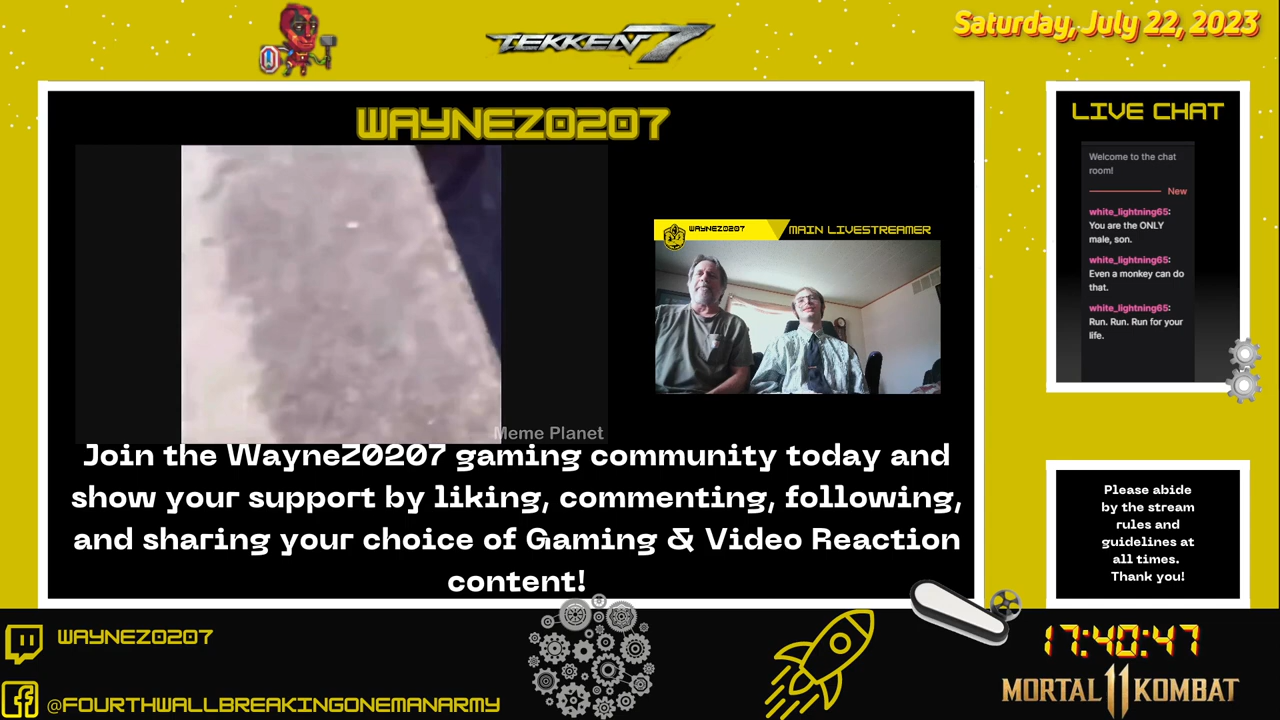 TEKKEN 7
Saturday, July 22, 2023
WAYNEZ0207
LIVE CHAT
Welcome to the chat
room!
New
white_lightning65:
You are the ONLY
male, son.
white_lightning65:
Even a monkey can do
that.
white_lightning65:
Run. Run. Run for your
life.
WAYNEZ0207
MAIN LIVESTREAMER
Meme Planet
Join the WayneZ0207 gaming community today and
show your support by liking, commenting, following,
and sharing your choice of Gaming & Video Reaction
content!
Please abide
by the stream
rules and
guidelines at
all times.
Thank you!
WAYNEZ0207
@FOURTHWALLBREAKINGONEMANARMY
17:40:47
MORTAL KOMBAT 11